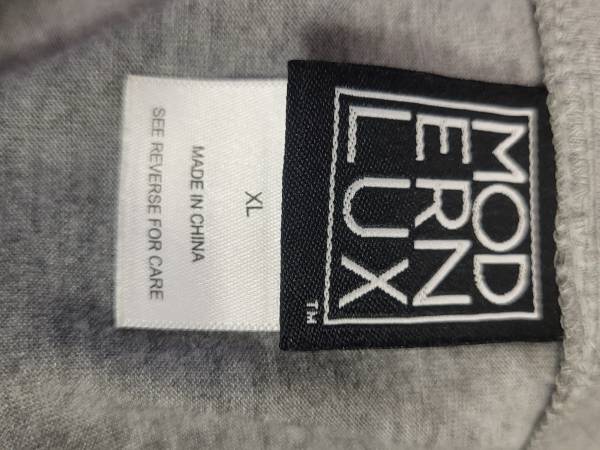 MOD
ERN
LUX
TM
XL
MADE IN CHINA
SEE REVERSE FOR CARE